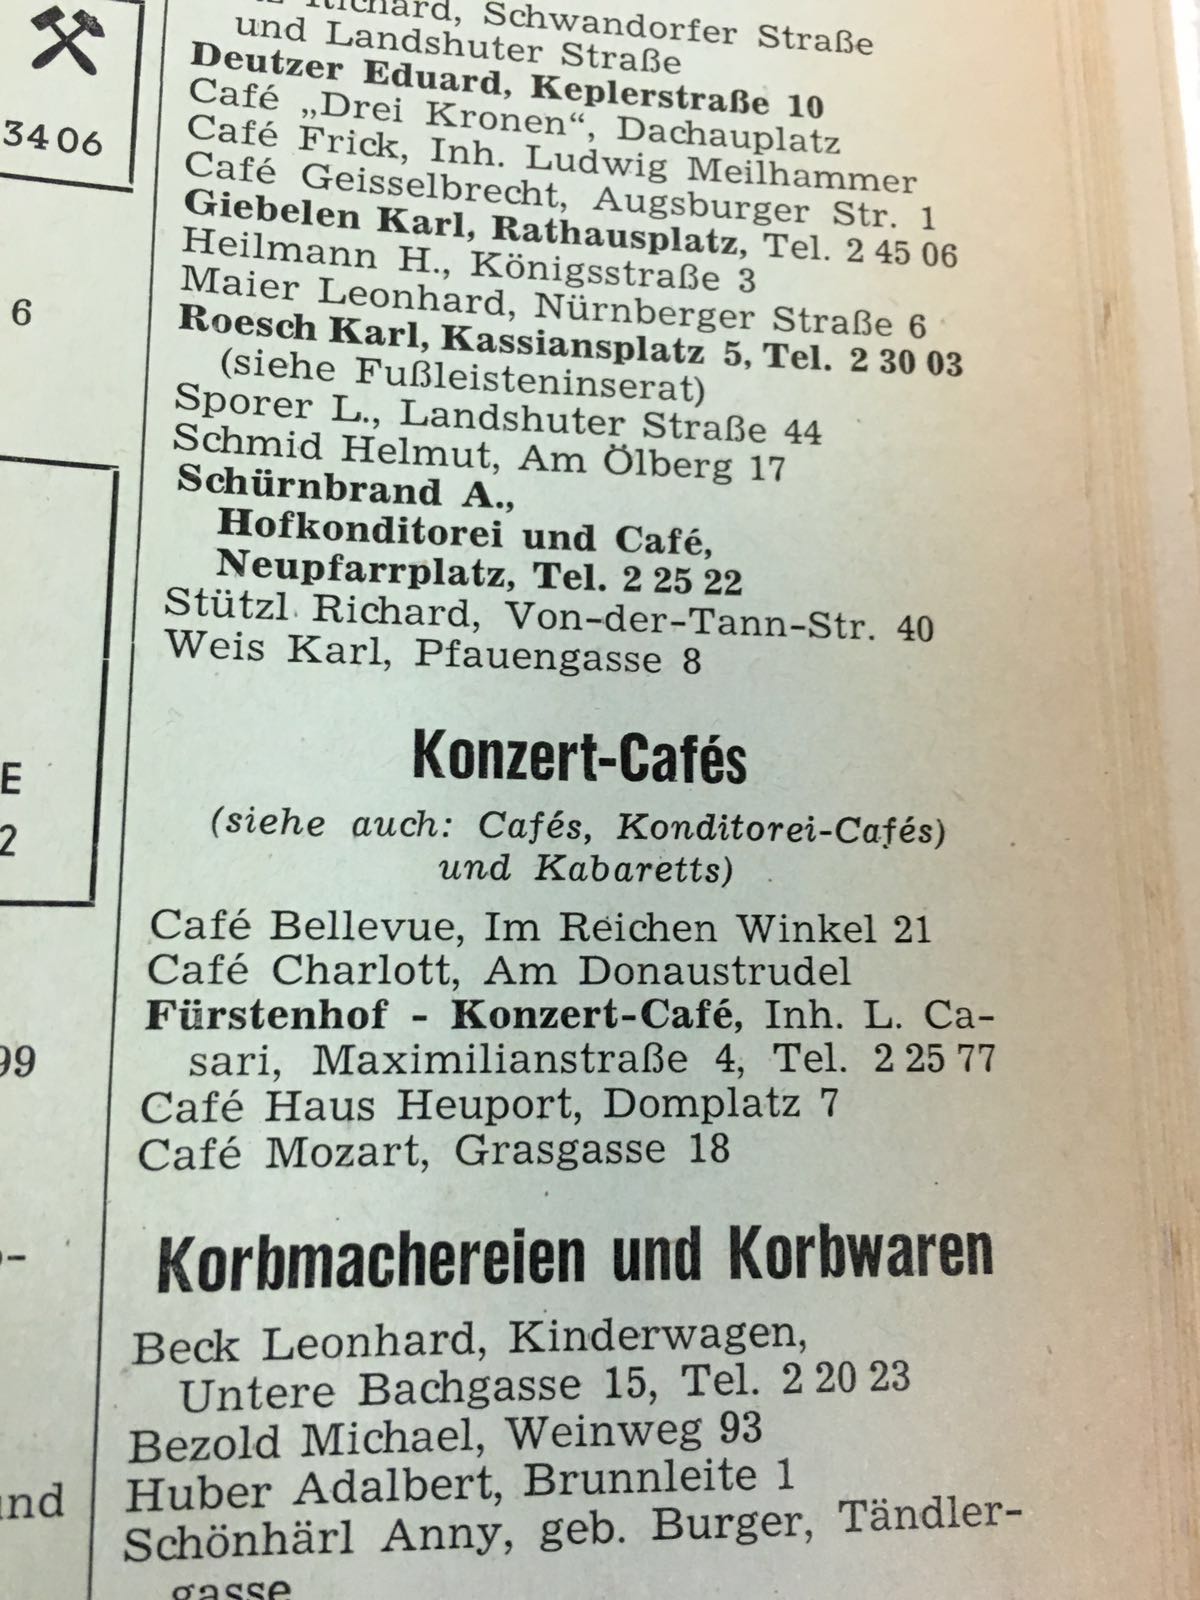 Richard, Schwandorfer Straße
und Landshuter Straße
Deutzer Eduard, Keplerstraße 10
Café „Drei Kronen“, Dachauplatz
Café Frick, Inh. Ludwig Meilhammer
Café Geisselbrecht, Augsburger Str. 1
Giebelen Karl, Rathausplatz, Tel. 2 45 06
Heilmann H., Königsstraße 3
Maier Leonhard, Nürnberger Straße 6
Roesch Karl, Kassiansplatz 5, Tel. 2 30 03
(siehe Fußleisteninserat)
Sporer L., Landshuter Straße 44
Schmid Helmut, Am Ölberg 17
Schürnbrand A.,
Hofkonditorei und Café,
Neupfarrplatz, Tel. 2 25 22
Stützl Richard, Von-der-Tann-Str. 40
Weis Karl, Pfauengasse 8
Konzert-Cafés
(siehe auch: Cafés, Konditorei-Cafés)
und Kabaretts)
Café Bellevue, Im Reichen Winkel 21
Café Charlott, Am Donaustrudel
Fürstenhof - Konzert-Café, Inh. L. Ca-
sari, Maximilianstraße 4, Tel. 2 25 77
Café Haus Heuport, Domplatz 7
Café Mozart, Grasgasse 18
Korbmachereien und Korbwaren
Beck Leonhard, Kinderwagen,
Untere Bachgasse 15, Tel. 2 20 23
Bezold Michael, Weinweg 93
Huber Adalbert, Brunnleite 1
Schönhärl Anny, geb. Burger, Tändler-
gasse
3406
6
E
2
99